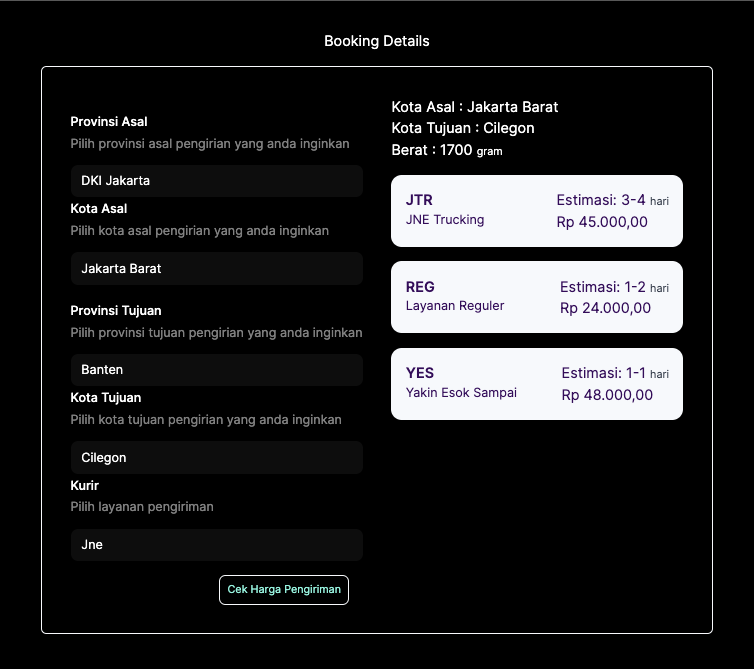 Booking Details
Provinsi Asal
Pilih provinsi asal pengirian yang anda inginkan
DKI Jakarta
Kota Asal
Pilih kota asal pengirian yang anda inginkan
Jakarta Barat
Provinsi Tujuan
Pilih provinsi tujuan pengirian yang anda inginkan
Banten
Kota Tujuan
Pilih kota tujuan pengirian yang anda inginkan
Cilegon
Kurir
Pilih layanan pengiriman
Jne
Cek Harga Pengiriman
Kota Asal : Jakarta Barat
Kota Tujuan : Cilegon
Berat : 1700 gram
JTR
JNE Trucking
Estimasi: 3-4 hari
Rp 45.000,00
REG
Layanan Reguler
Estimasi: 1-2 hari
Rp 24.000,00
YES
Yakin Esok Sampai
Estimasi: 1-1 hari
Rp 48.000,00